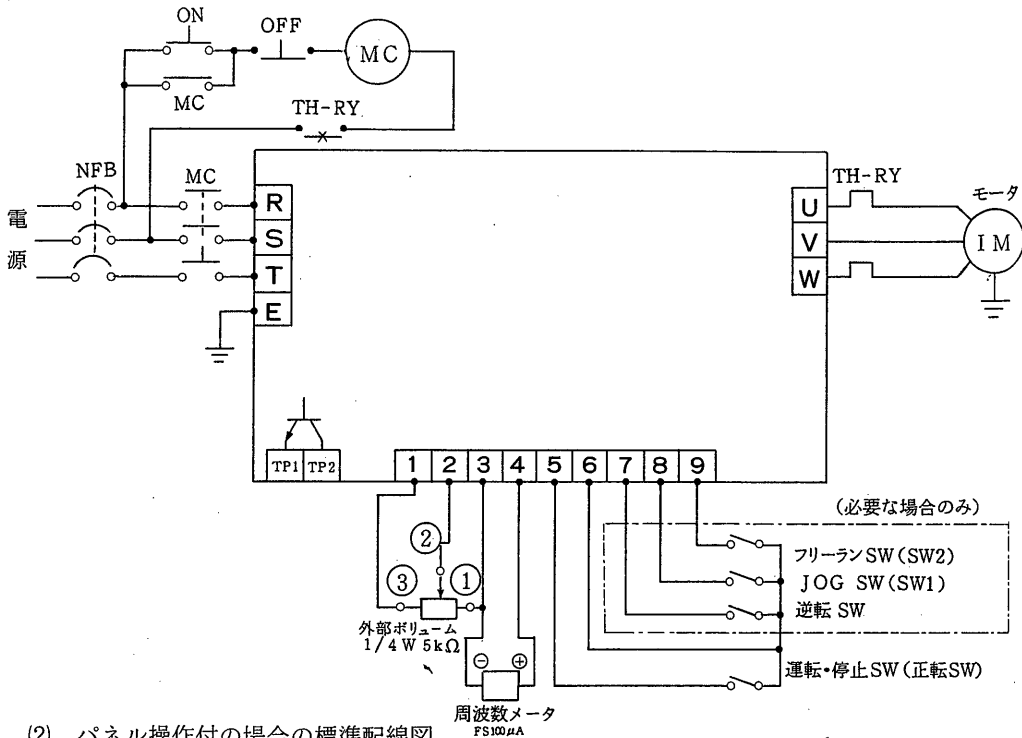 ON
OFF
MC
MC
TH-RY
NFB
MC
電源
R
S
T
E
U
V
W
TH-RY
モータ
IM
TP1 TP2
1 2 3 4 5 6 7 8 9
(必要な場合のみ)
フリーランSW(SW2)
JOG SW(SW1)
逆転SW
運転・停止SW(正転SW)
②
③ ①
外部ボリューム
1/4W 5kΩ
⊖ ⊕
周波数メータ
FS100μA
(2) パネル操作付の場合の標準配線図